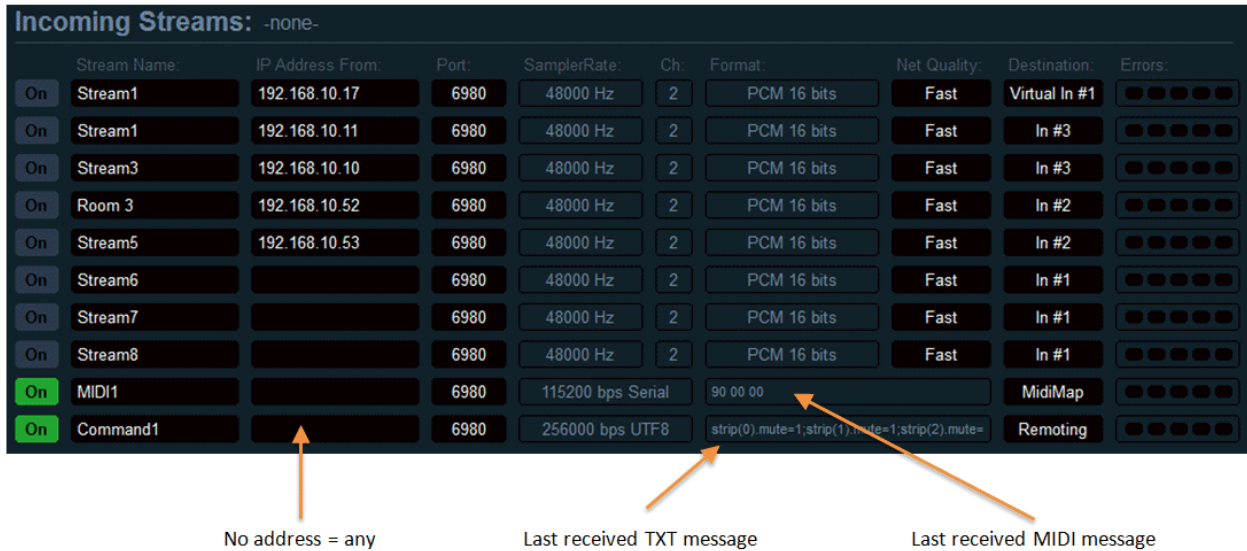 Incoming Streams: -none-
Stream Name: IP Address From: Port: SamplerRate: Ch: Format: Net Quality: Destination: Errors:
On Stream1 192.168.10.17 6980 48000 Hz 2 PCM 16 bits Fast Virtual In #1
On Stream1 192.168.10.11 6980 48000 Hz 2 PCM 16 bits Fast In #3
On Stream3 192.168.10.10 6980 48000 Hz 2 PCM 16 bits Fast In #3
On Room 3 192.168.10.52 6980 48000 Hz 2 PCM 16 bits Fast In #2
On Stream5 192.168.10.53 6980 48000 Hz 2 PCM 16 bits Fast In #2
On Stream6 6980 48000 Hz 2 PCM 16 bits Fast In #1
On Stream7 6980 48000 Hz 2 PCM 16 bits Fast In #1
On Stream8 6980 48000 Hz 2 PCM 16 bits Fast In #1
On MIDI1 6980 115200 bps Serial 90 00 00 MidiMap
On Command1 6980 256000 bps UTF8 strip(0).mute=1;strip(1).mute=1;strip(2).mute= Remoting
No address = any Last received TXT message Last received MIDI message